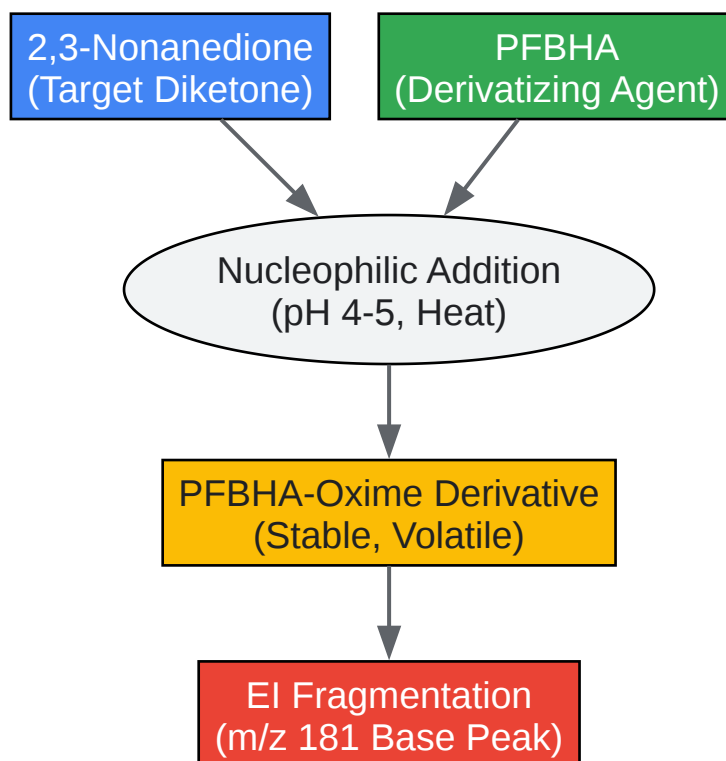 2,3-Nonanedione
(Target Diketone)
PFBHA
(Derivatizing Agent)
Nucleophilic Addition
(pH 4-5, Heat)
PFBHA-Oxime Derivative
(Stable, Volatile)
EI Fragmentation
(m/z 181 Base Peak)